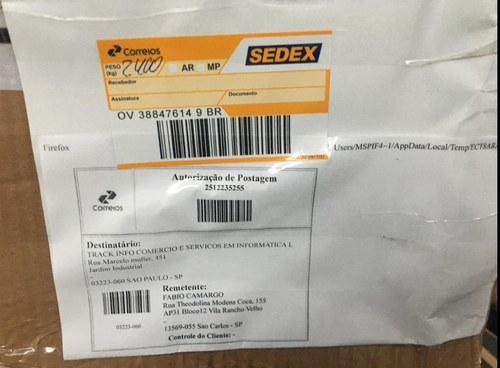 Correios
SEDEX
PESO (kg) 2400 AR MP
Recebedor
Assinatura Documento
OV 38847614 9 BR
Firefox
/Users/MSPIF4~1/AppData/Local/Temp/ECTSAR
Autorização de Postagem
2512235255
Correios
Destinatário:
TRACK INFO COMERCIO E SERVICOS EM INFORMATICA L
Rua Marcelo muller, 451
Jardim Industrial
-
03223-060 SAO PAULO - SP
Remetente:
FABIO CAMARGO
Rua Theodolina Modena Coca, 155
AP31 Bloco12 Vila Rancho Velho
-
13569-055 Sao Carlos - SP
03223-060
Controle do Cliente: -